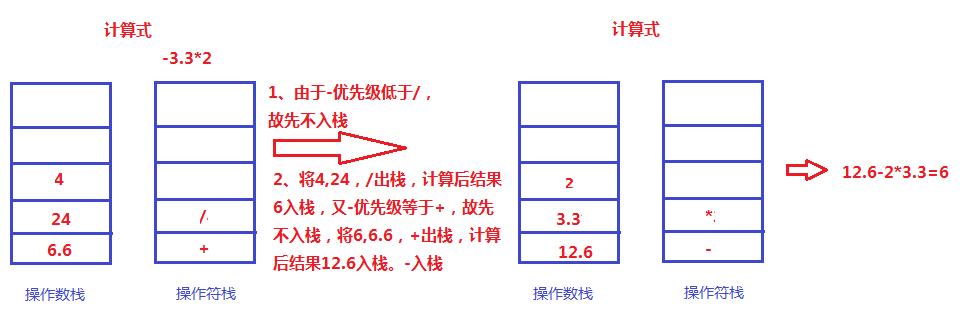 计算式
计算式
-3.3*2
1、由于-优先级低于/，
故先不入栈
2、将4,24，/出栈，计算后结果
6入栈，又-优先级等于+，故先
不入栈，将6,6.6，+出栈，计算
后结果12.6入栈。-入栈
4
24
/
6.6
+
2
3.3
*
12.6
-
12.6-2*3.3=6
操作数栈
操作符栈
操作数栈
操作符栈